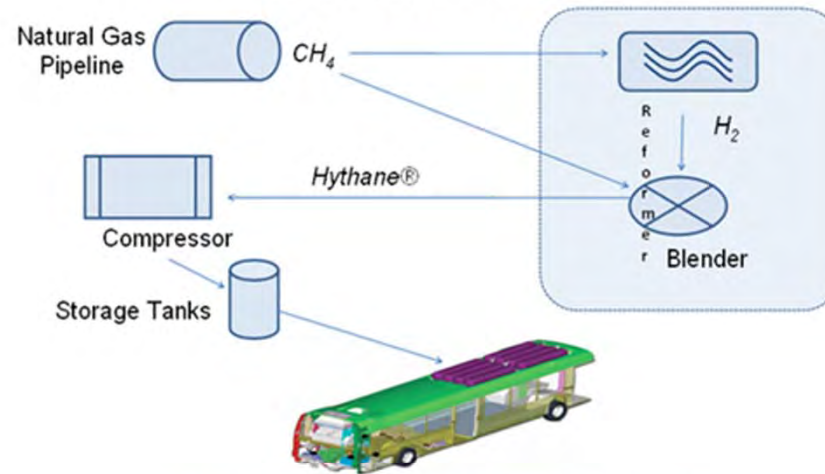 Natural Gas
Pipeline
CH₄
Reformer
H₂
Hythane®
Compressor
Blender
Storage Tanks